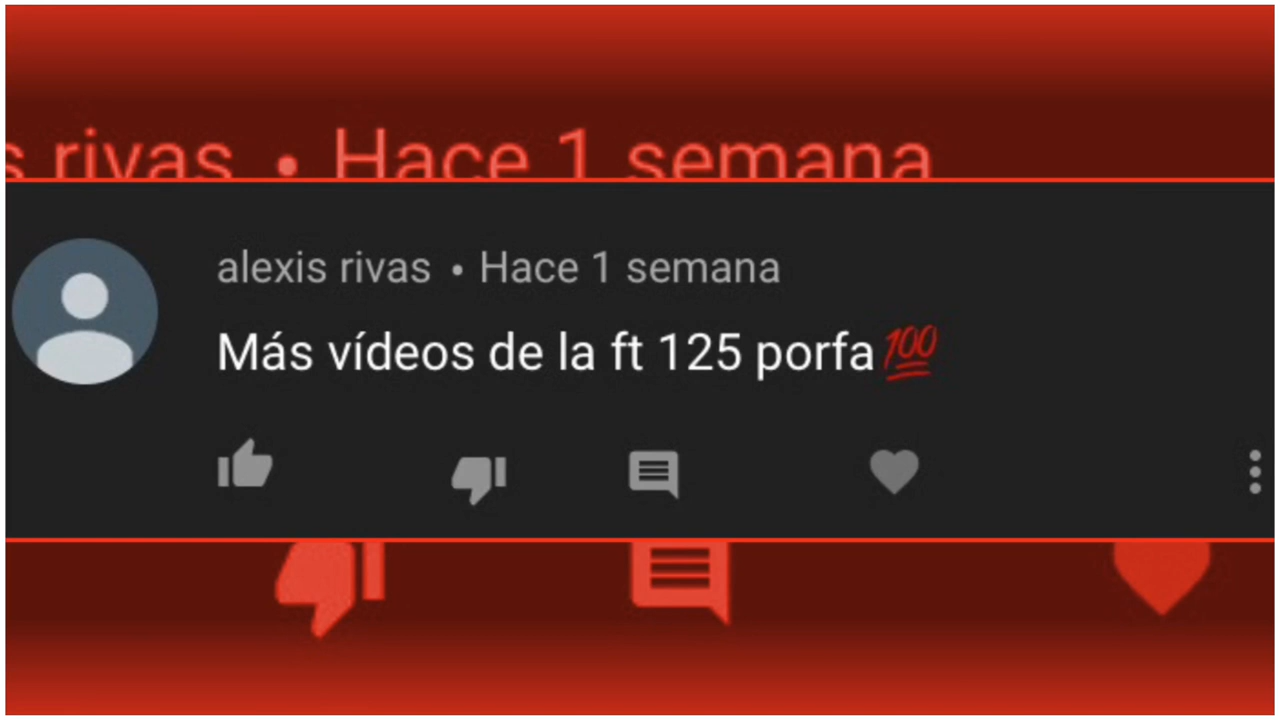 s rivas • Hace 1 semana
alexis rivas • Hace 1 semana
Más vídeos de la ft 125 porfa💯